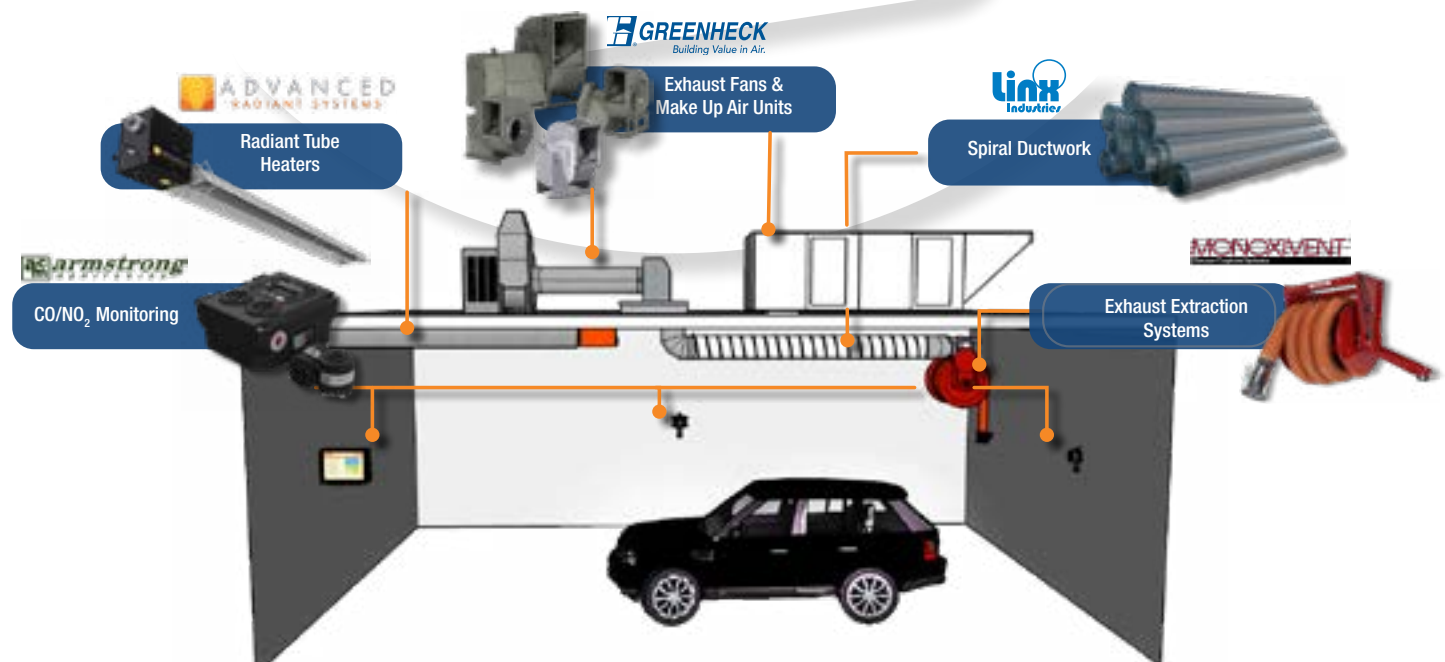 GREENHECK
Building Value in Air.
Exhaust Fans &
Make Up Air Units
ADVANCED
RADIANT SYSTEMS
Radiant Tube
Heaters
Linx
Industries
Spiral Ductwork
armstrong
CO/NO₂ Monitoring
MONOXIVENT
Exhaust Extraction
Systems